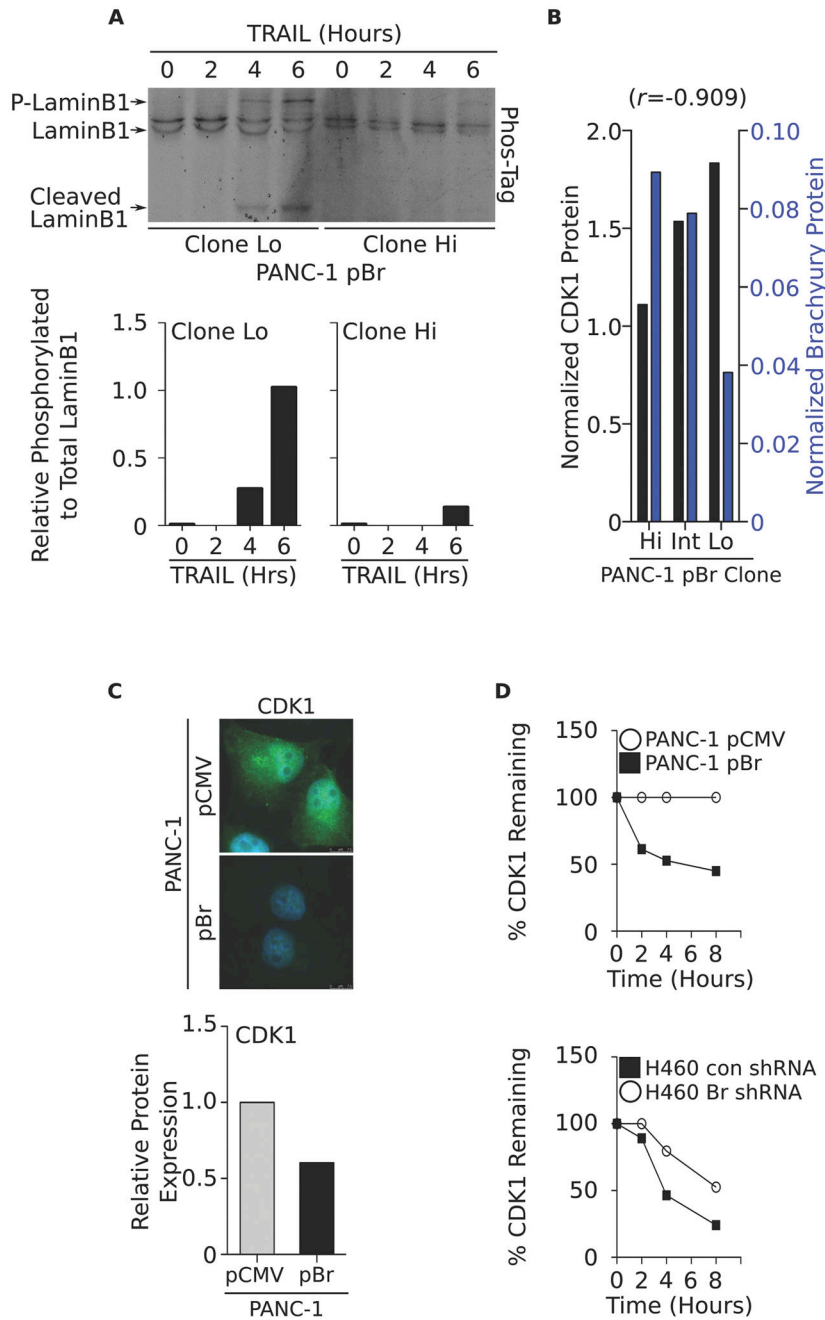 A
TRAIL (Hours)
0 2 4 6 0 2 4 6
P-LaminB1
LaminB1
Cleaved
LaminB1
Phos-Tag
Clone Lo Clone Hi
PANC-1 pBr
Relative Phosphorylated
to Total LaminB1
1.5
1.0
0.5
0
Clone Lo
0 2 4 6
TRAIL (Hrs)
Clone Hi
0 2 4 6
TRAIL (Hrs)
B
(r=-0.909)
Normalized CDK1 Protein
2.0
1.5
1.0
0.5
0
0.10
0.08
0.06
0.04
0.02
0
Normalized Brachyury Protein
Hi Int Lo
PANC-1 pBr Clone
C
CDK1
PANC-1
pCMV
pBr
Relative Protein
Expression
1.5
1.0
0.5
0
CDK1
pCMV pBr
PANC-1
D
% CDK1 Remaining
150
100
50
0
PANC-1 pCMV
PANC-1 pBr
0 2 4 6 8
Time (Hours)
% CDK1 Remaining
150
100
50
0
H460 con shRNA
H460 Br shRNA
0 2 4 6 8
Time (Hours)